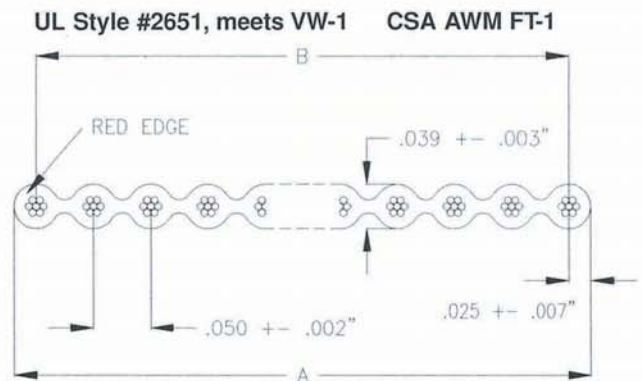 UL Style #2651, meets VW-1 CSA AWM FT-1
B
RED EDGE
.039 +- .003"
.050 +- .002"
.025 +- .007"
A